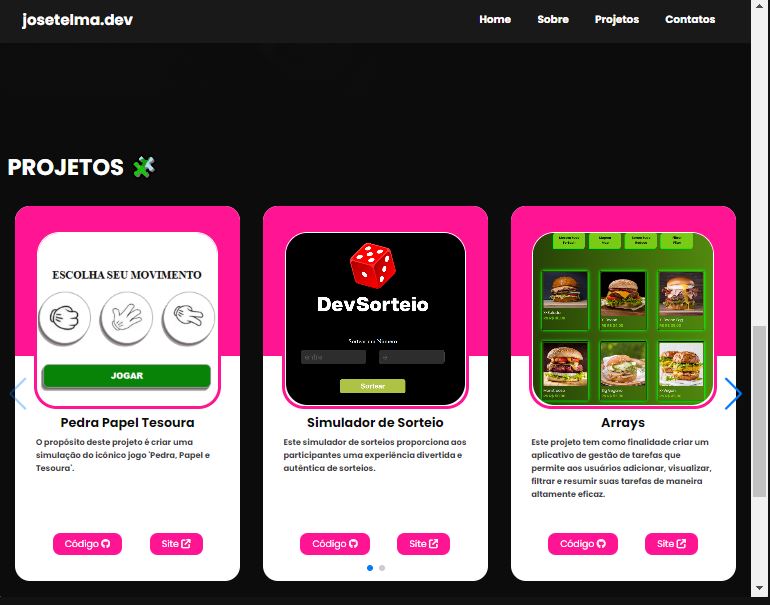 josetelma.dev
Home Sobre Projetos Contatos
PROJETOS
ESCOLHA SEU MOVIMENTO
JOGAR
Pedra Papel Tesoura
O propósito deste projeto é criar uma
simulação do icônico jogo 'Pedra, Papel e
Tesoura'.
Código
Site
DevSorteio
Sortear um Número
entre
e
Sortear
Simulador de Sorteio
Este simulador de sorteios proporciona aos
participantes uma experiência divertida e
autêntica de sorteios.
Código
Site
Arrays
Este projeto tem como finalidade criar um
aplicativo de gestão de tarefas que
permite aos usuários adicionar, visualizar,
filtrar e resumir suas tarefas de maneira
altamente eficaz.
Código
Site